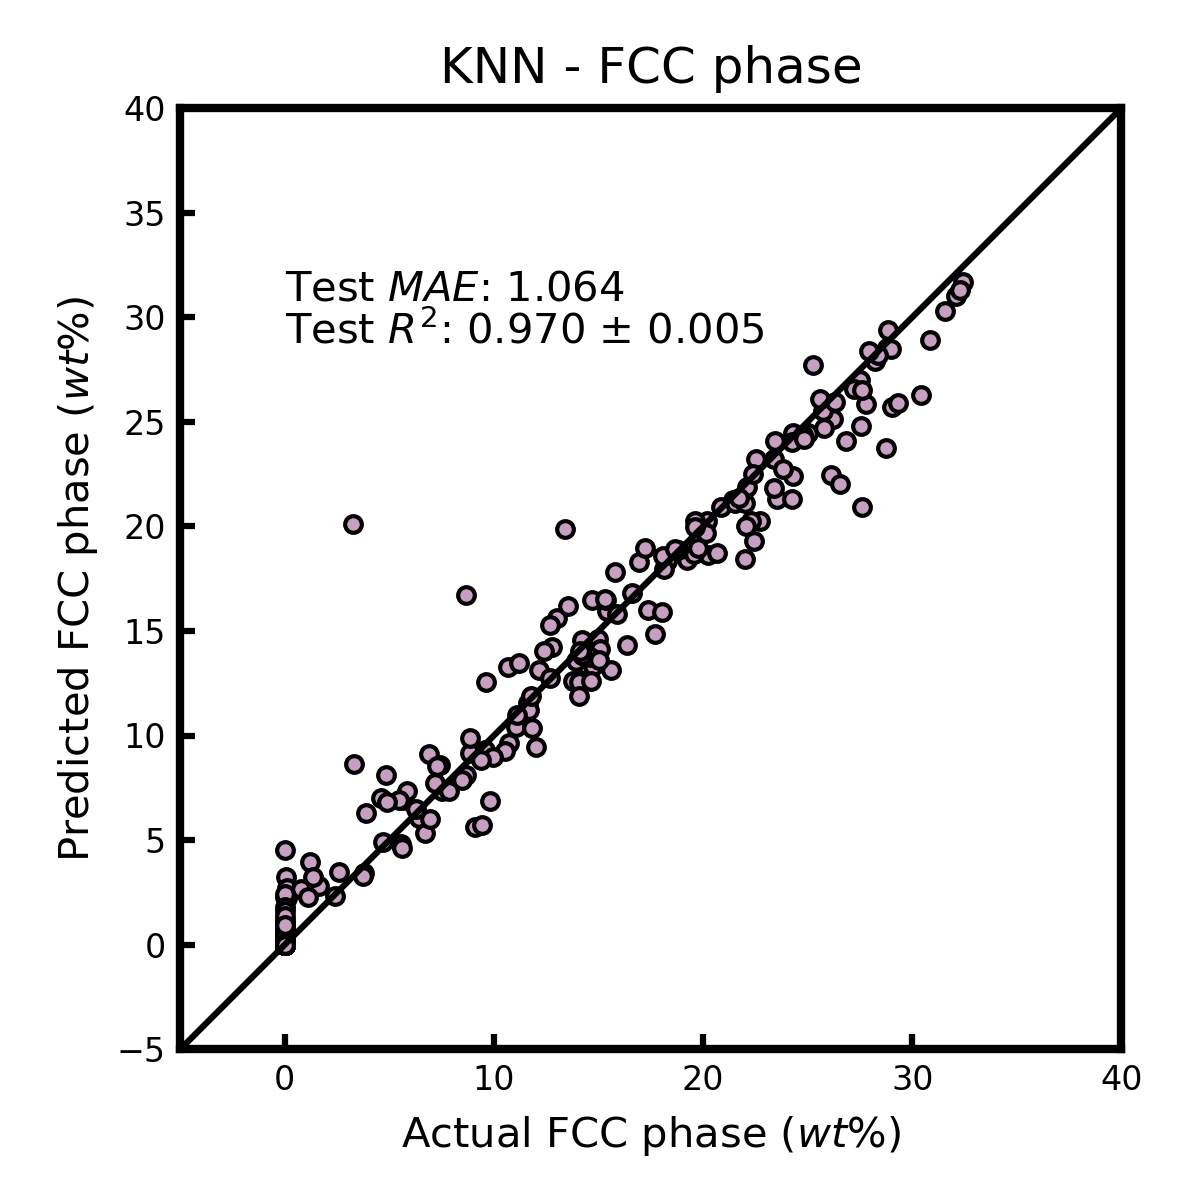 KNN - FCC phase
40
35
30
25
20
15
10
5
0
−5
Test MAE: 1.064
Test R²: 0.970 ± 0.005
Predicted FCC phase (wt%)
0 10 20 30 40
Actual FCC phase (wt%)